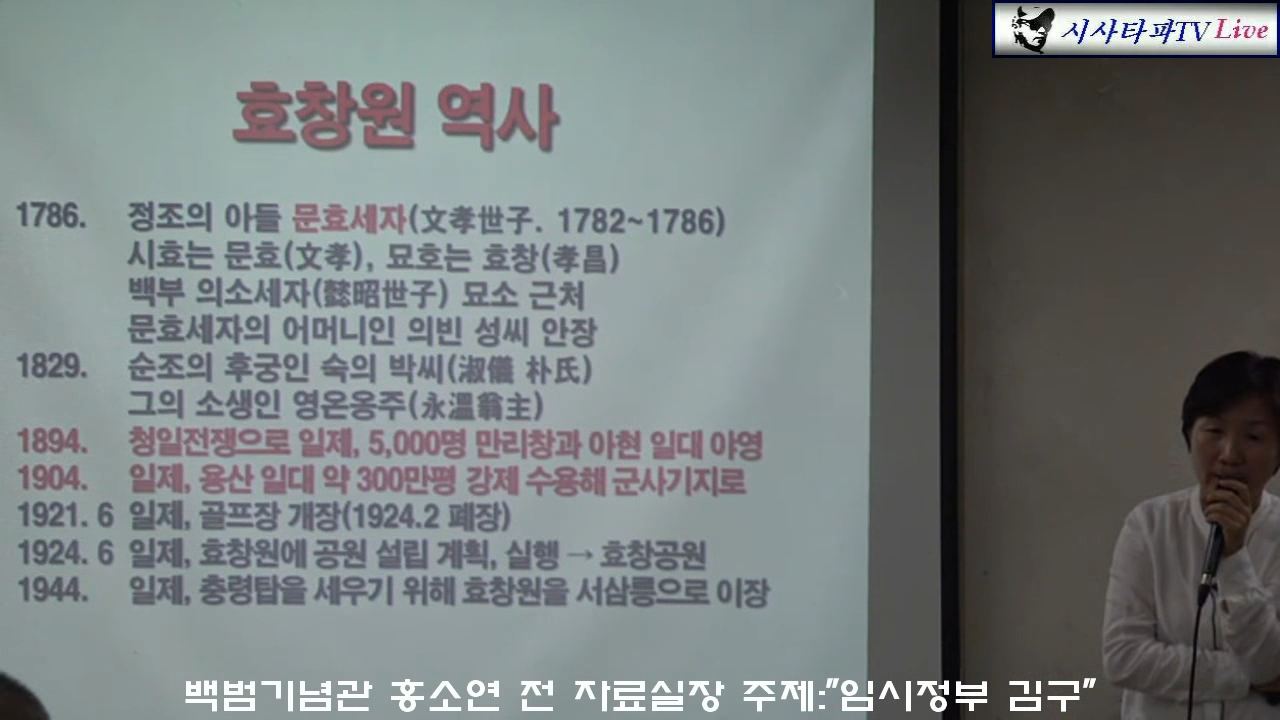 시사타파TV Live
효창원 역사
1786. 정조의 아들 문효세자(文孝世子. 1782~1786)
시효는 문효(文孝), 묘호는 효창(孝昌)
백부 의소세자(懿昭世子) 묘소 근처
문효세자의 어머니인 의빈 성씨 안장
1829. 순조의 후궁인 숙의 박씨(淑儀 朴氏)
그의 소생인 영온옹주(永溫翁主)
1894. 청일전쟁으로 일제, 5,000명 만리창과 아현 일대 야영
1904. 일제, 용산 일대 약 300만평 강제 수용해 군사기지로
1921. 6 일제, 골프장 개장(1924.2 폐장)
1924. 6 일제, 효창원에 공원 설립 계획, 실행 → 효창공원
1944. 일제, 충령탑을 세우기 위해 효창원을 서삼릉으로 이장
백범기념관 홍소연 전 자료실장 주제:"임시정부 김구"